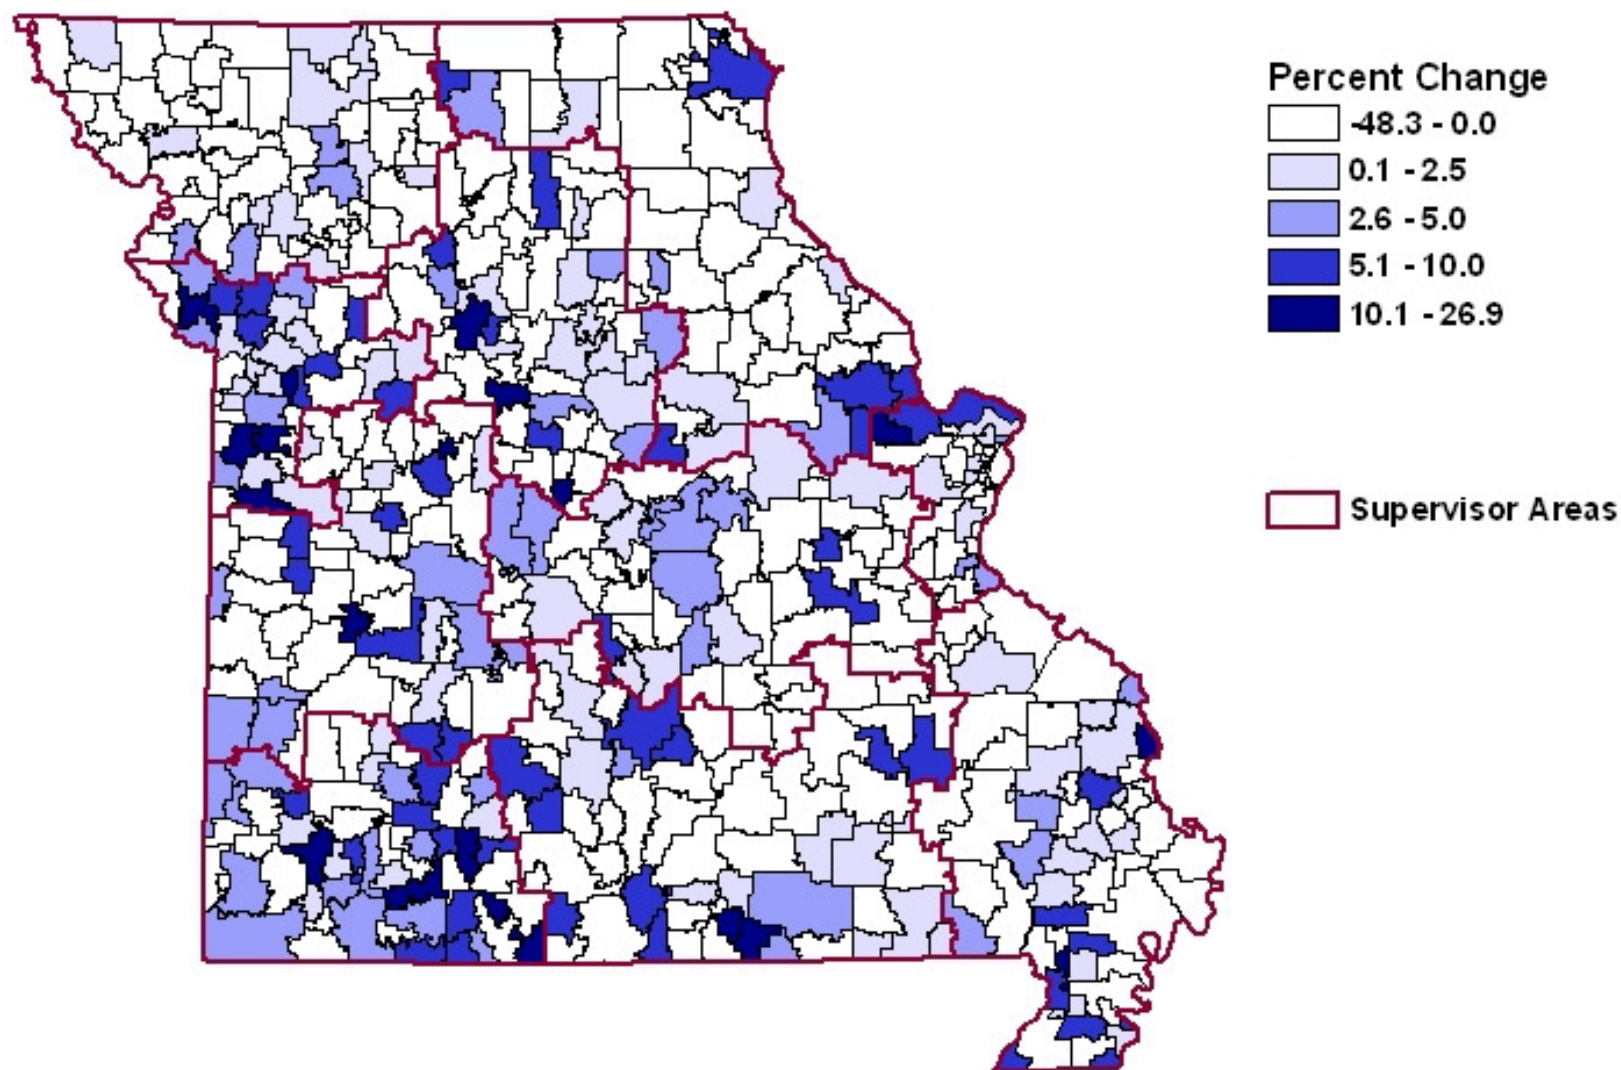 Percent Change
-48.3 - 0.0
0.1 - 2.5
2.6 - 5.0
5.1 - 10.0
10.1 - 26.9
Supervisor Areas